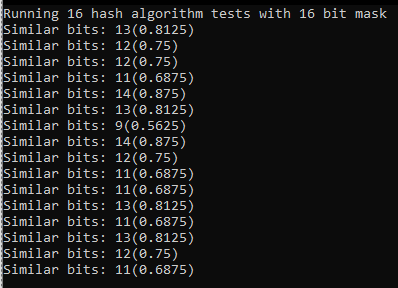 Running 16 hash algorithm tests with 16 bit mask
Similar bits: 13(0.8125)
Similar bits: 12(0.75)
Similar bits: 12(0.75)
Similar bits: 11(0.6875)
Similar bits: 14(0.875)
Similar bits: 13(0.8125)
Similar bits: 9(0.5625)
Similar bits: 14(0.875)
Similar bits: 12(0.75)
Similar bits: 11(0.6875)
Similar bits: 11(0.6875)
Similar bits: 13(0.8125)
Similar bits: 11(0.6875)
Similar bits: 13(0.8125)
Similar bits: 12(0.75)
Similar bits: 11(0.6875)